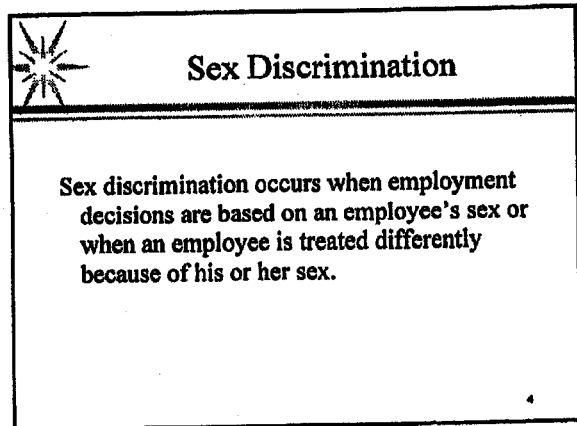 Sex Discrimination
Sex discrimination occurs when employment
decisions are based on an employee's sex or
when an employee is treated differently
because of his or her sex.
4